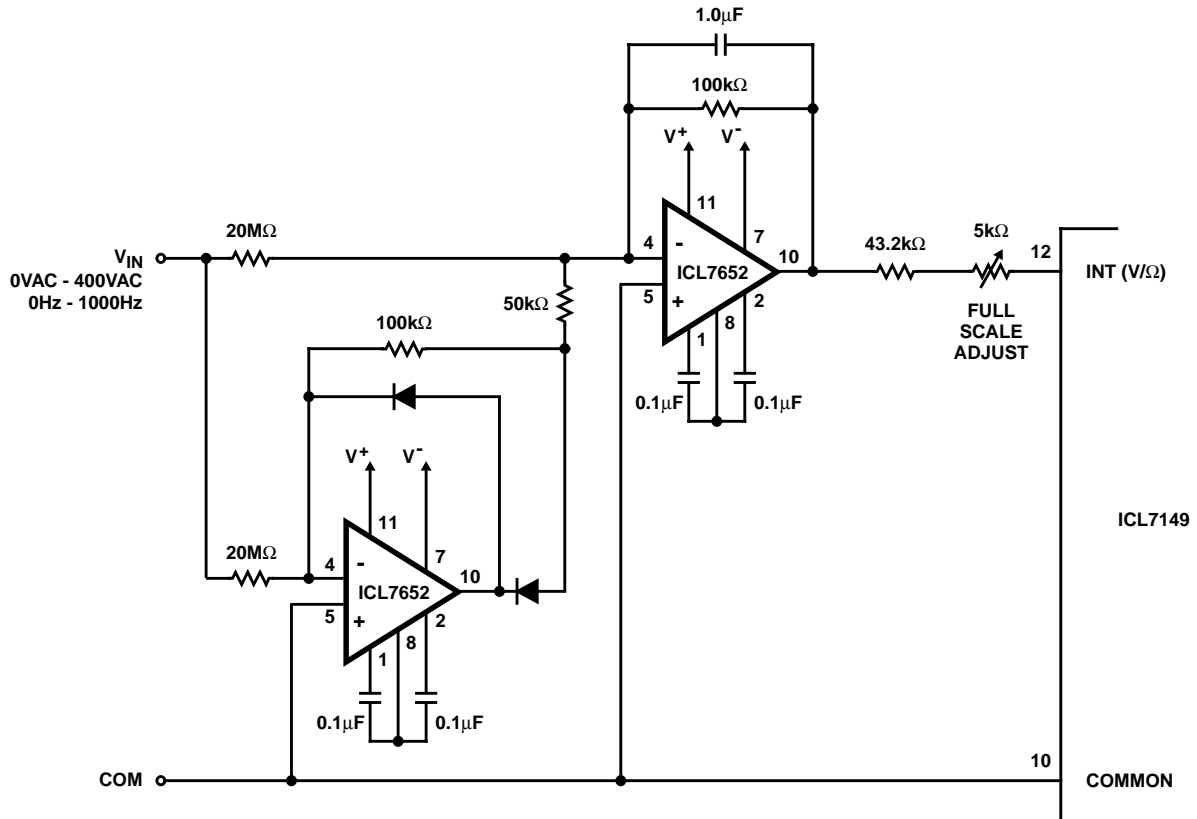 1.0μF
100kΩ
V+ V-
11
7
4 - 10
ICL7652
5 + 2
8
1
0.1μF 0.1μF
20MΩ
VIN
0VAC - 400VAC
0Hz - 1000Hz
50kΩ
100kΩ
43.2kΩ
5kΩ
FULL
SCALE
ADJUST
12
INT (V/Ω)
ICL7149
V+ V-
11
7
20MΩ
4 - 10
ICL7652
5 + 2
8
1
0.1μF 0.1μF
COM
10
COMMON